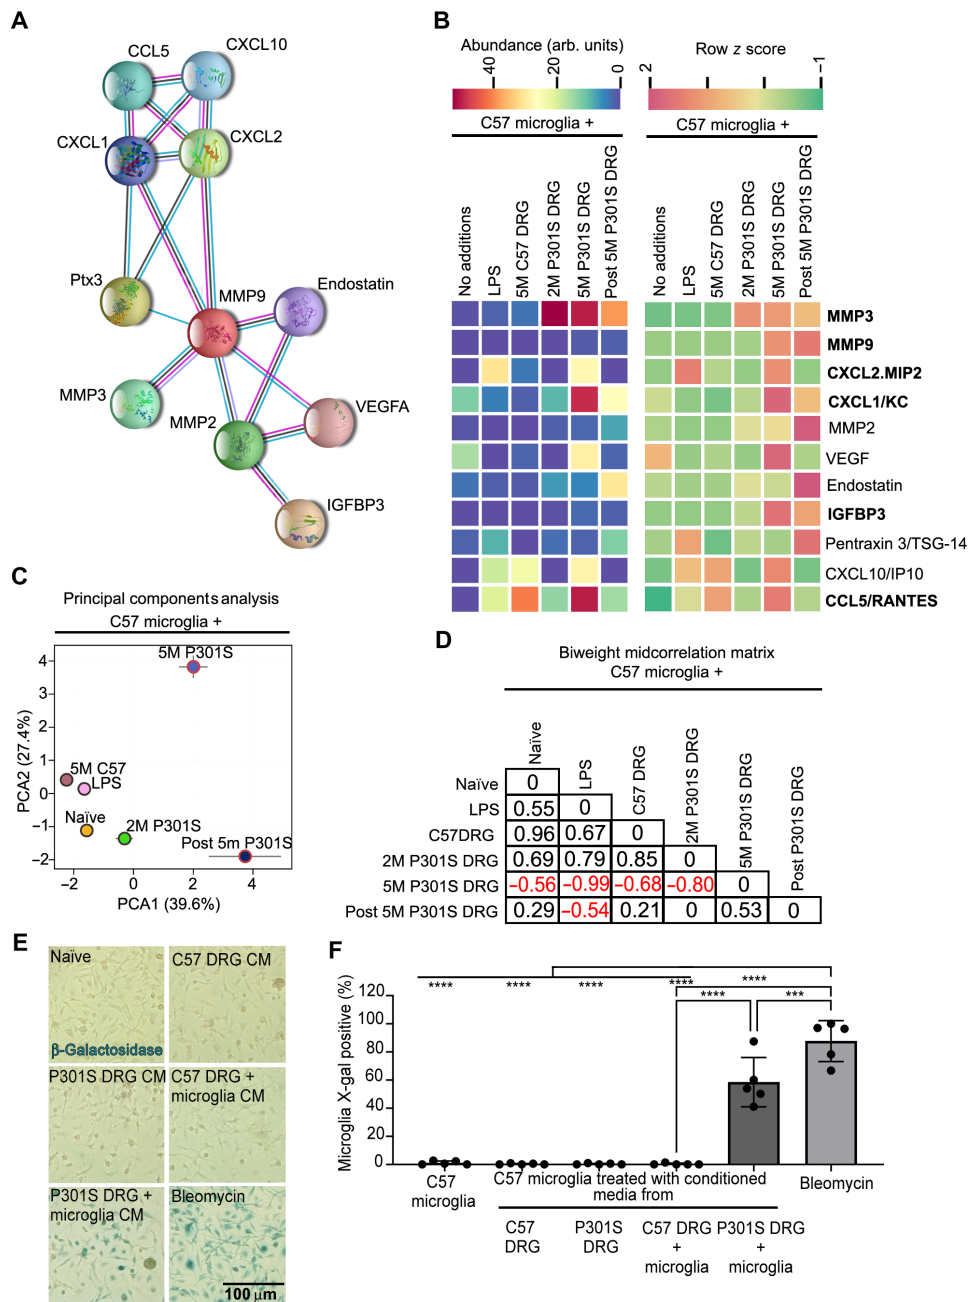 A
CCL5
CXCL10
CXCL1
CXCL2
Ptx3
MMP9
Endostatin
MMP3
MMP2
VEGFA
IGFBP3
B
Abundance (arb. units)
40
20
0
C57 microglia +
No additions
LPS
5M C57 DRG
2M P301S DRG
5M P301S DRG
Post 5M P301S DRG
Row z score
2
−1
C57 microglia +
No additions
LPS
5M C57 DRG
2M P301S DRG
5M P301S DRG
Post 5M P301S DRG
MMP3
MMP9
CXCL2.MIP2
CXCL1/KC
MMP2
VEGF
Endostatin
IGFBP3
Pentraxin 3/TSG-14
CXCL10/IP10
CCL5/RANTES
C
Principal components analysis
C57 microglia +
PCA2 (27.4%)
4
3
1
0
−1
−2
5M P301S
5M C57
LPS
Naïve
2M P301S
Post 5m P301S
−2
0
2
4
PCA1 (39.6%)
D
Biweight midcorrelation matrix
C57 microglia +
Naïve
LPS
C57 DRG
2M P301S DRG
5M P301S DRG
Post P301S DRG
Naïve 0
LPS 0.55 0
C57DRG 0.96 0.67 0
2M P301S DRG 0.69 0.79 0.85 0
5M P301S DRG −0.56 −0.99 −0.68 −0.80 0
Post 5M P301S DRG 0.29 −0.54 0.21 0 0.53 0
E
Naïve
β-Galactosidase
C57 DRG CM
P301S DRG CM
C57 DRG +
microglia CM
P301S DRG +
microglia CM
Bleomycin
100 μm
F
Microglia X-gal positive (%)
120
80
60
40
20
0
****
****
****
****
****
****
***
C57
microglia
C57 microglia treated with conditioned
media from
Bleomycin
C57
DRG
P301S
DRG
C57 DRG
+
microglia
P301S DRG
+
microglia